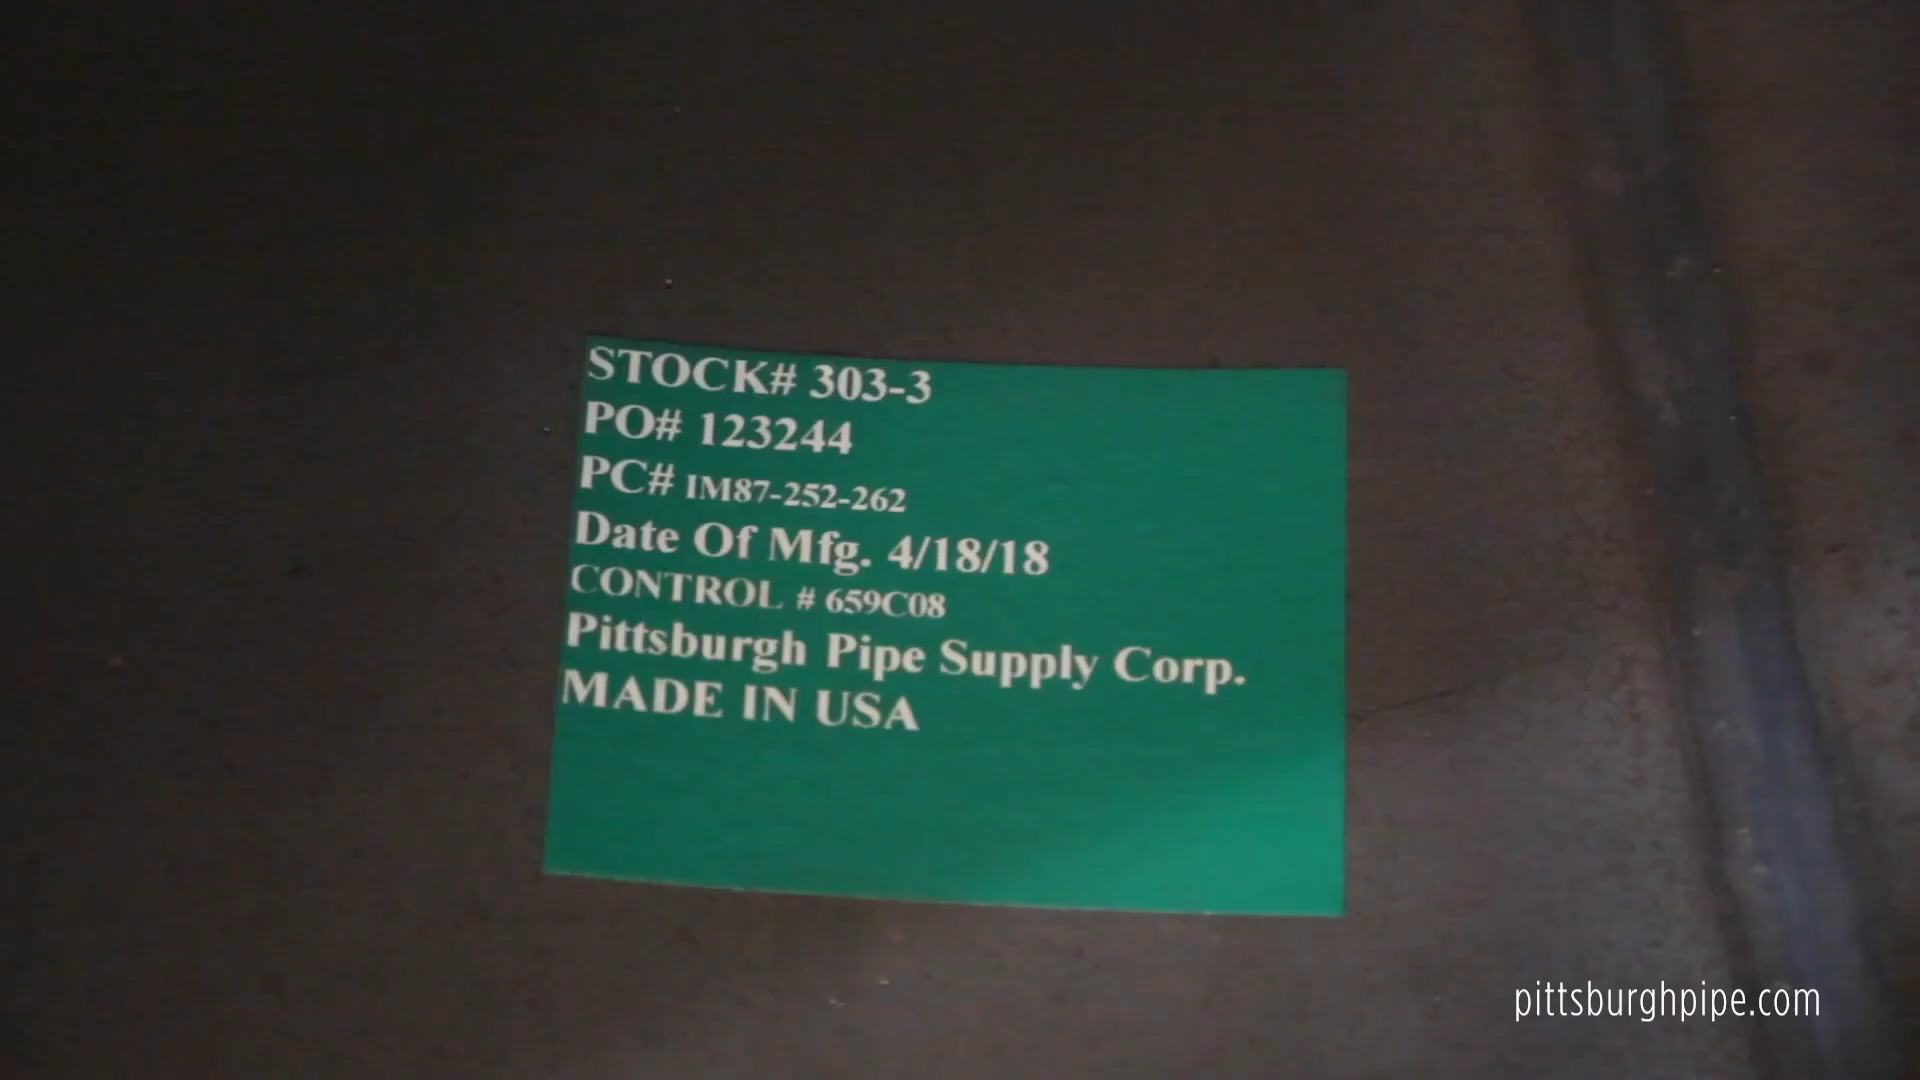 STOCK# 303-3
PO# 123244
PC# IM87-252-262
Date Of Mfg. 4/18/18
CONTROL # 659C08
Pittsburgh Pipe Supply Corp.
MADE IN USA
pittsburghpipe.com